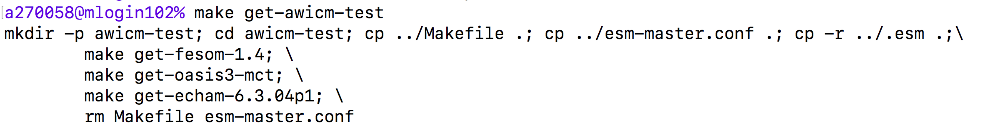 [a270058@mlogin102% make get-awicm-test
mkdir -p awicm-test; cd awicm-test; cp ../Makefile .; cp ../esm-master.conf .; cp -r ../.esm .;\
make get-fesom-1.4; \
make get-oasis3-mct; \
make get-echam-6.3.04p1; \
rm Makefile esm-master.conf